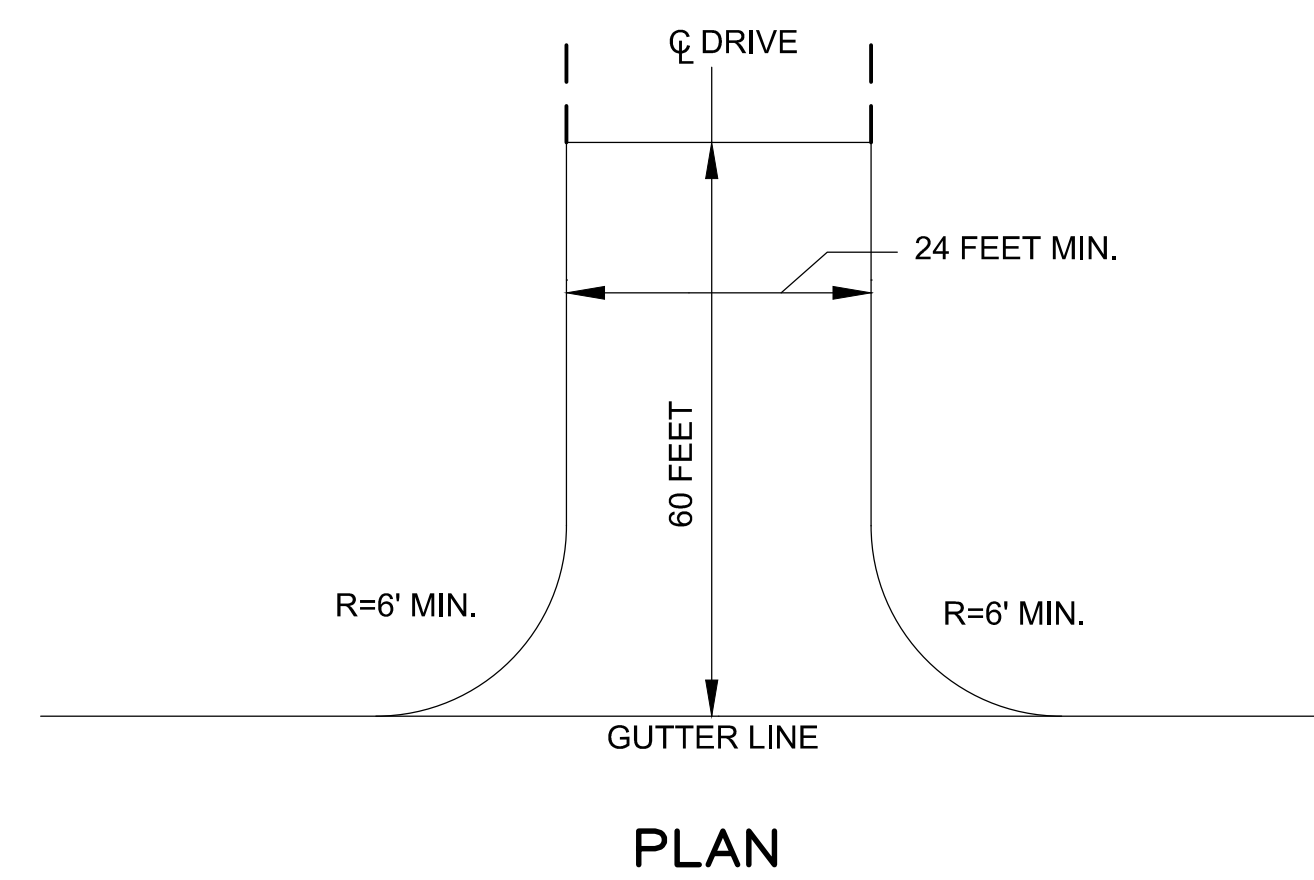 ℄ DRIVE
24 FEET MIN.
60 FEET
R=6' MIN.
R=6' MIN.
GUTTER LINE
PLAN